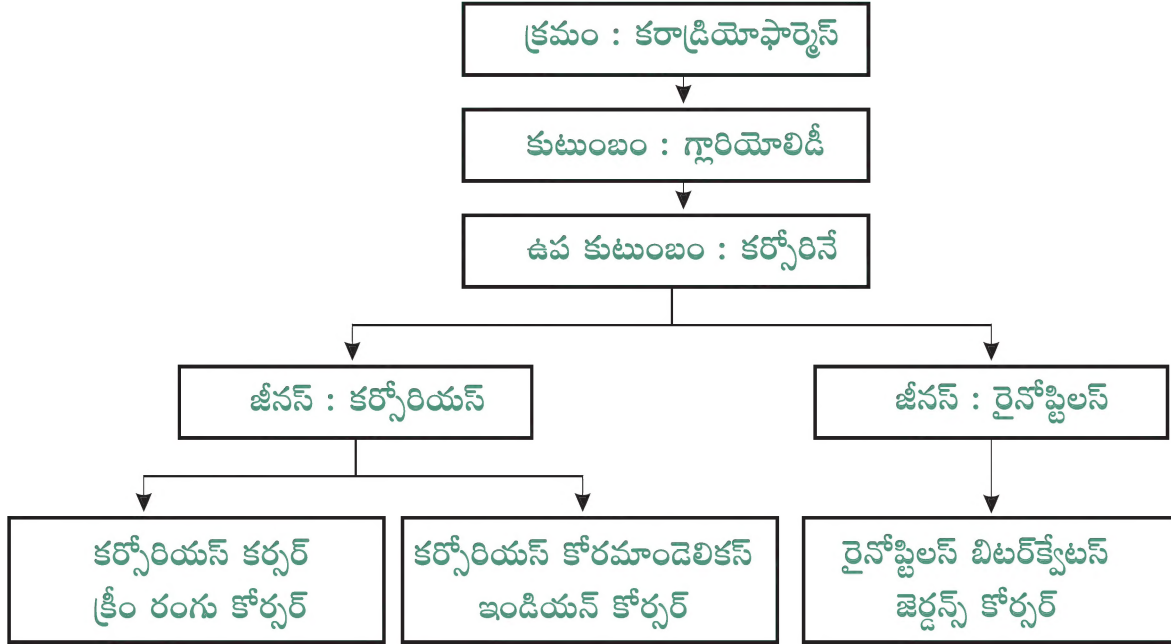 క్రమం : కరాడ్రియోఫార్మెస్
కుటుంబం : గ్లారియోలిడీ
ఉప కుటుంబం : కర్సోరినే
జీనస్ : కర్సోరియస్
జీనస్ : రైనోప్టిలస్
కర్సోరియస్ కర్సర్
క్రీం రంగు కోర్సర్
కర్సోరియస్ కోరమాండెలికస్
ఇండియన్ కోర్సర్
రైనోప్టిలస్ బిటర్‌క్వేటస్
జెర్డన్స్ కోర్సర్